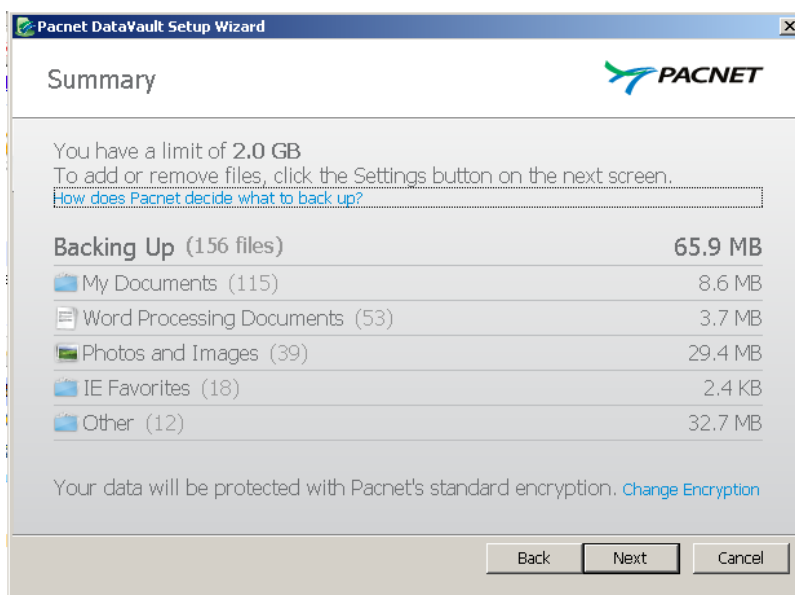 Pacnet DataVault Setup Wizard
Summary
PACNET
You have a limit of 2.0 GB
To add or remove files, click the Settings button on the next screen.
How does Pacnet decide what to back up?
Backing Up (156 files) 65.9 MB
My Documents (115) 8.6 MB
Word Processing Documents (53) 3.7 MB
Photos and Images (39) 29.4 MB
IE Favorites (18) 2.4 KB
Other (12) 32.7 MB
Your data will be protected with Pacnet's standard encryption. Change Encryption
Back Next Cancel